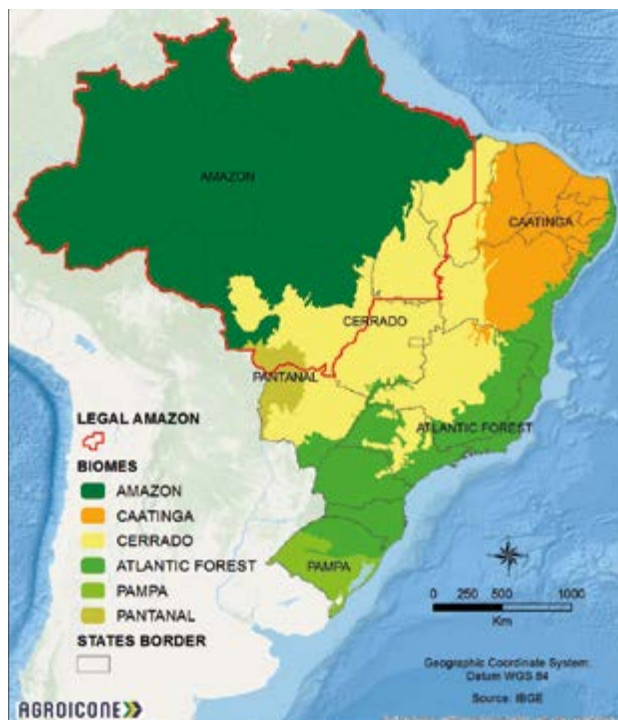 AMAZON
CAATINGA
CERRADO
PANTANAL
ATLANTIC FOREST
PAMPA
LEGAL AMAZON
BIOMES
AMAZON
CAATINGA
CERRADO
ATLANTIC FOREST
PAMPA
PANTANAL
STATES BORDER
0 250 500 1000
Km
Geographic Coordinate System:
Datum WGS 84
Source: IBGE
AGROICONE